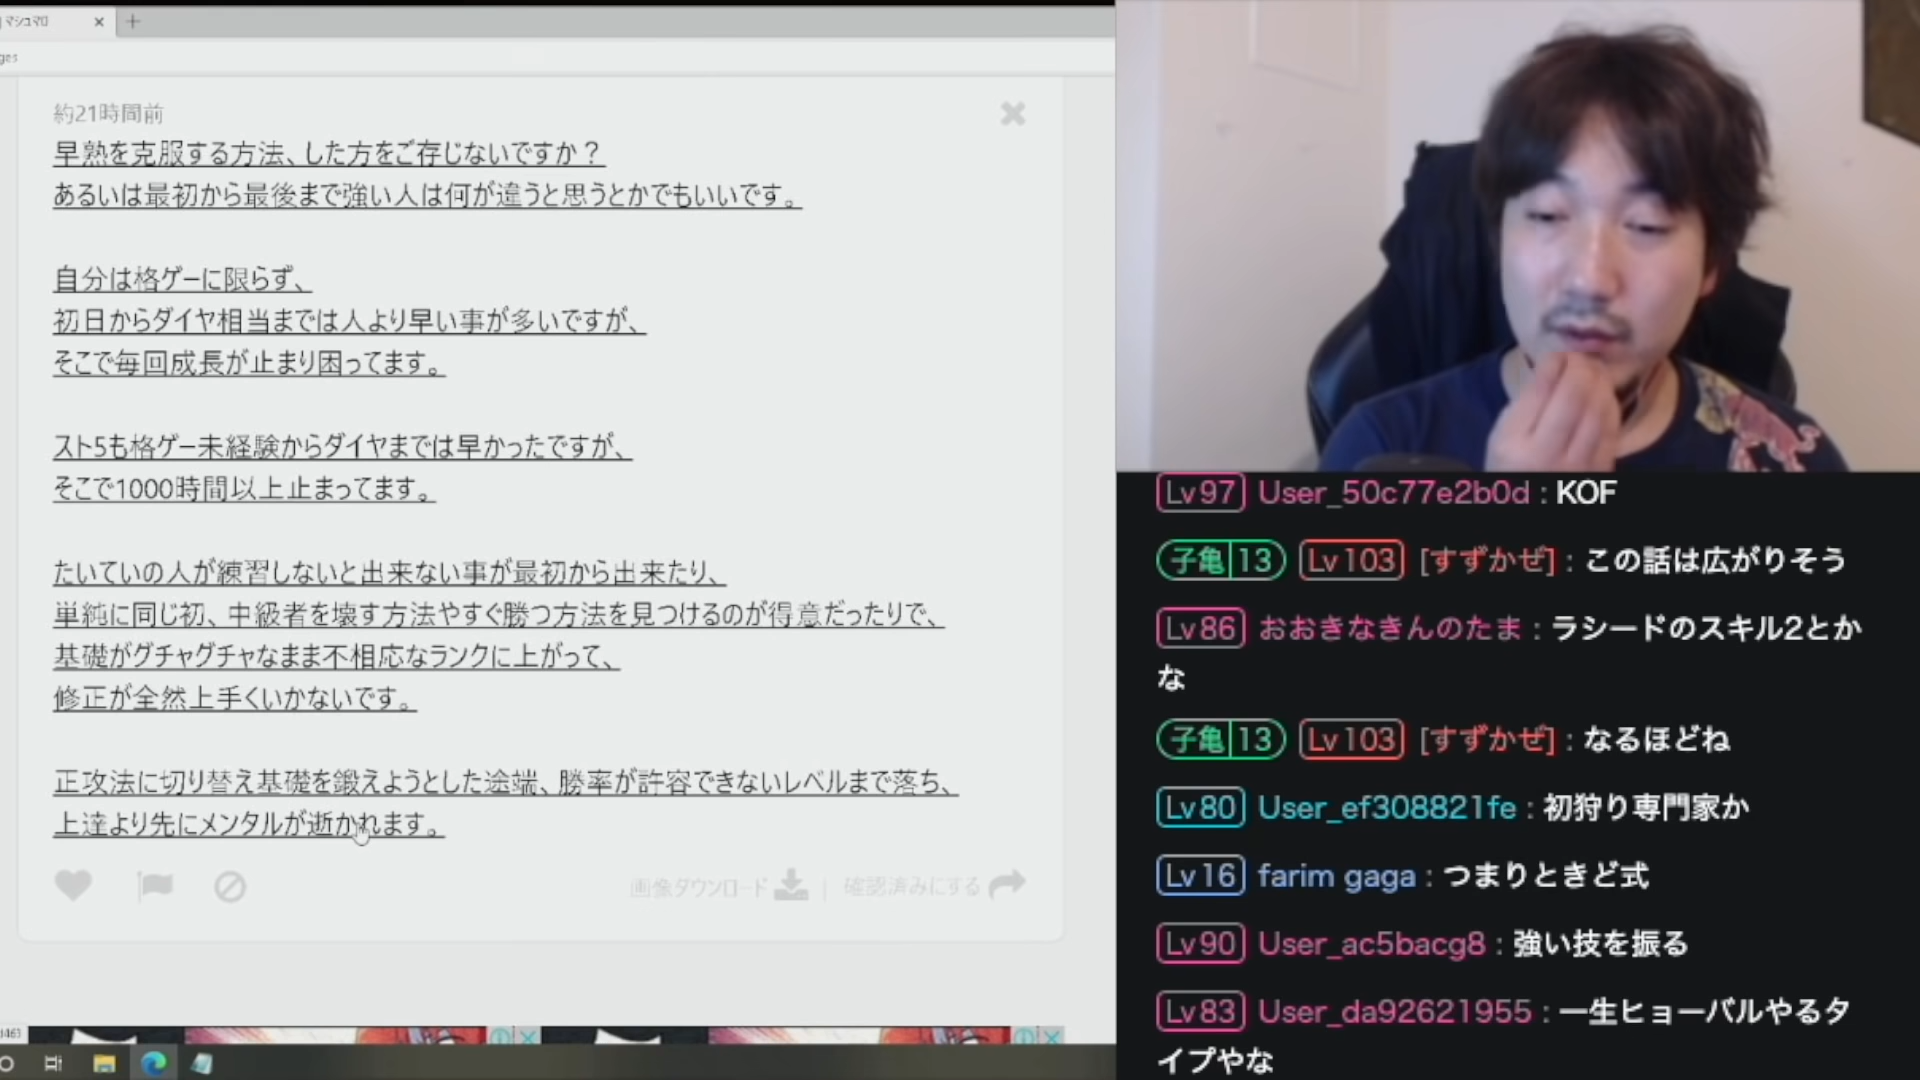 マシュマロ
ges
約21時間前
早熟を克服する方法、した方をご存じないですか？
あるいは最初から最後まで強い人は何が違うと思うとかでもいいです。
自分は格ゲーに限らず、
初日からダイヤ相当までは人より早い事が多いですが、
そこで毎回成長が止まり困ってます。
スト5も格ゲー未経験からダイヤまでは早かったですが、
そこで1000時間以上止まってます。
たいていの人が練習しないと出来ない事が最初から出来たり、
単純に同じ初、中級者を壊す方法やすぐ勝つ方法を見つけるのが得意だったりで、
基礎がグチャグチャなまま不相応なランクに上がって、
修正が全然上手くいかないです。
正攻法に切り替え基礎を鍛えようとした途端、勝率が許容できないレベルまで落ち、
上達より先にメンタルが逝かれます。
画像ダウンロード | 確認済みにする
Lv97 User_50c77e2b0d : KOF
子亀 13 Lv103 [すずかぜ] : この話は広がりそう
Lv86 おおきなきんのたま : ラシードのスキル2とか
な
子亀 13 Lv103 [すずかぜ] : なるほどね
Lv80 User_ef308821fe : 初狩り専門家か
Lv16 farim gaga : つまりときど式
Lv90 User_ac5bacg8 : 強い技を振る
Lv83 User_da92621955 : 一生ヒョーバルやるタ
イプやな